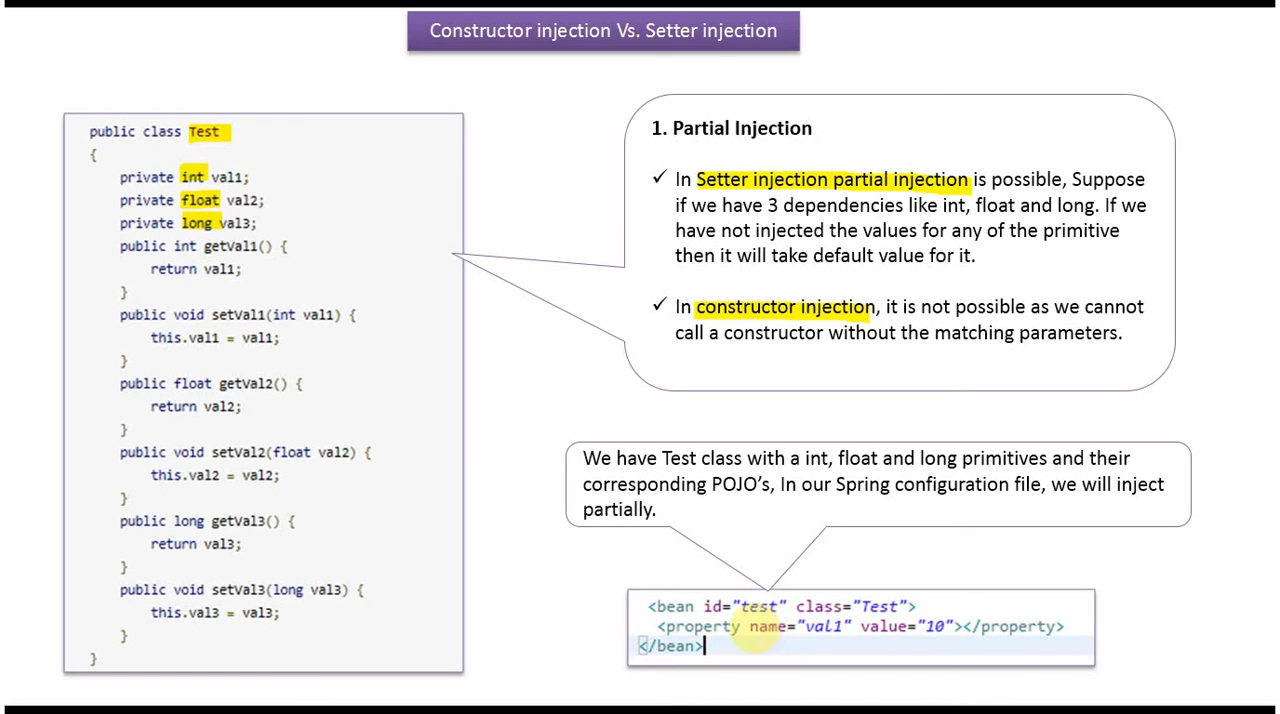 Constructor injection Vs. Setter injection
public class Test
{
private int val1;
private float val2;
private long val3;
public int getVal1() {
return val1;
}
public void setVal1(int val1) {
this.val1 = val1;
}
public float getVal2() {
return val2;
}
public void setVal2(float val2) {
this.val2 = val2;
}
public long getVal3() {
return val3;
}
public void setVal3(long val3) {
this.val3 = val3;
}
}
1. Partial Injection
✓ In Setter injection partial injection is possible, Suppose
if we have 3 dependencies like int, float and long. If we
have not injected the values for any of the primitive
then it will take default value for it.
✓ In constructor injection, it is not possible as we cannot
call a constructor without the matching parameters.
We have Test class with a int, float and long primitives and their
corresponding POJO’s, In our Spring configuration file, we will inject
partially.
<bean id="test" class="Test">
<property name="val1" value="10"></property>
</bean>